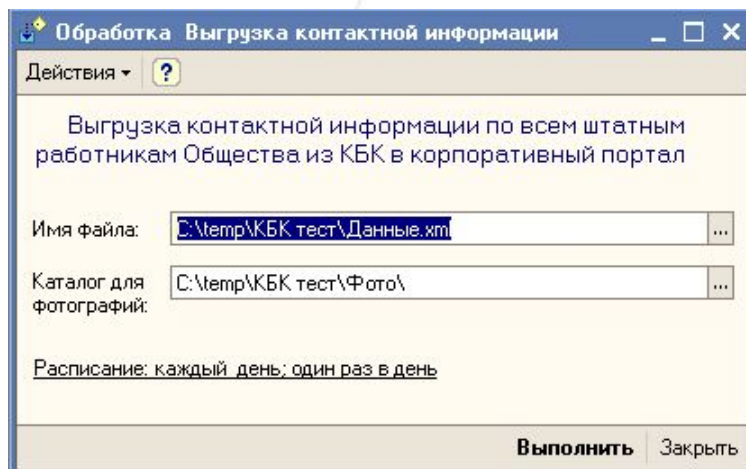 Обработка Выгрузка контактной информации
Действия
?
Выгрузка контактной информации по всем штатным
работникам Общества из КБК в корпоративный портал
Имя файла: C:\temp\КБК тест\Данные.xml ...
Каталог для
фотографий: C:\temp\КБК тест\Фото\ ...
Расписание: каждый день; один раз в день
Выполнить Закрыть